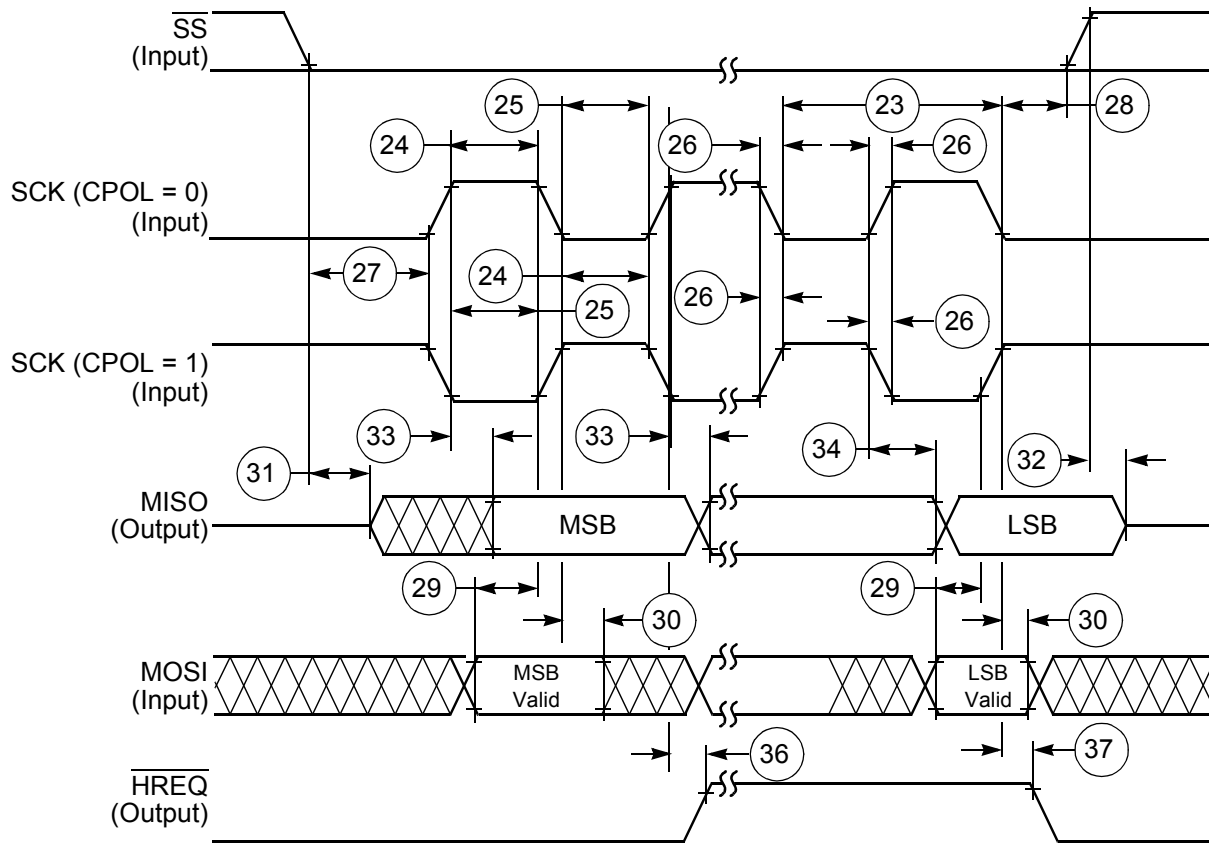 SS
(Input)
25
23
28
24
26
26
SCK (CPOL = 0)
(Input)
27
24
26
25
26
SCK (CPOL = 1)
(Input)
33
33
34
32
31
MISO
(Output)
MSB
LSB
29
29
30
30
MOSI
(Input)
MSB
Valid
LSB
Valid
36
37
HREQ
(Output)